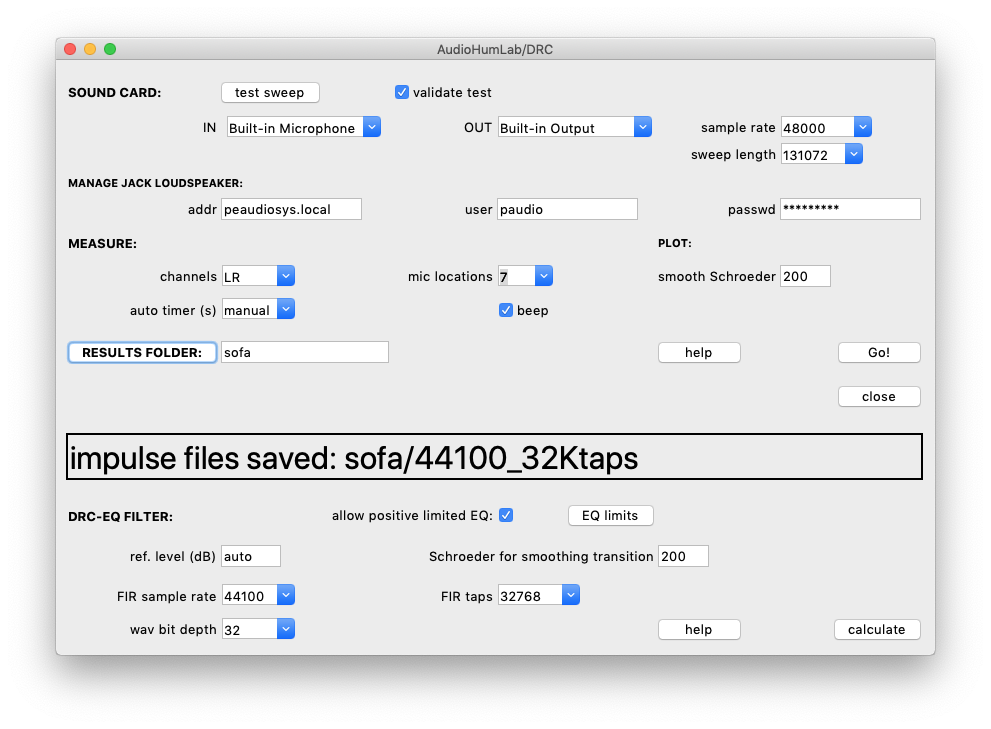 AudioHumLab/DRC
SOUND CARD: test sweep validate test
IN Built-in Microphone OUT Built-in Output sample rate 48000
sweep length 131072
MANAGE JACK LOUDSPEAKER:
addr peaudiosys.local user paudio passwd *********
MEASURE: PLOT:
channels LR mic locations 7 smooth Schroeder 200
auto timer (s) manual beep
RESULTS FOLDER: sofa help Go!
close
impulse files saved: sofa/44100_32Ktaps
DRC-EQ FILTER: allow positive limited EQ: EQ limits
ref. level (dB) auto Schroeder for smoothing transition 200
FIR sample rate 44100 FIR taps 32768
wav bit depth 32 help calculate